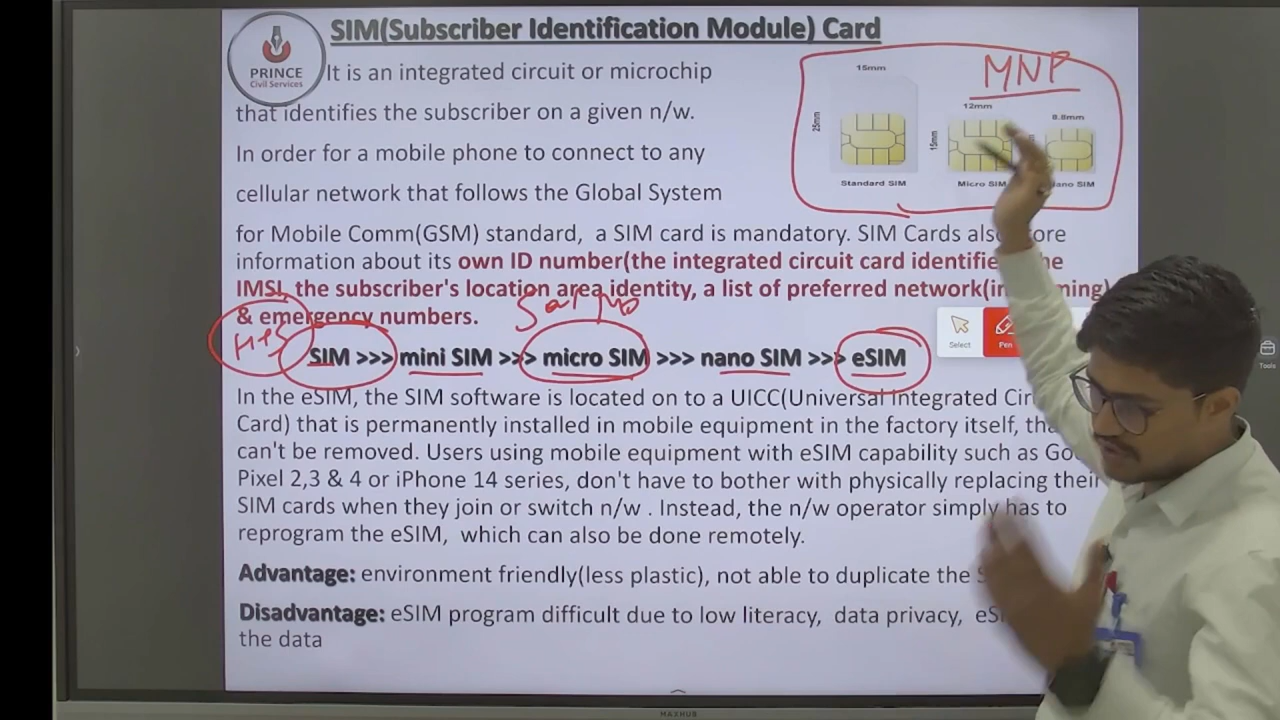 SIM(Subscriber Identification Module) Card
PRINCE
Civil Services
It is an integrated circuit or microchip
that identifies the subscriber on a given n/w.
In order for a mobile phone to connect to any
cellular network that follows the Global System
for Mobile Comm(GSM) standard, a SIM card is mandatory. SIM Cards
information about its own ID number(the integrated circuit card
IMSI, the subscriber's location area identity, a list of preferred network(in
& emergency numbers.
MNP
15mm
25mm
Standard SIM
12mm
15mm
Micro SIM
8.8mm
SIM
SIM >>> mini SIM >>> micro SIM >>> nano SIM >>> eSIM
Select
Pen
Tools
In the eSIM, the SIM software is located on to a UICC(Universal Integrated
Card) that is permanently installed in mobile equipment in the factory itself,
can't be removed. Users using mobile equipment with eSIM capability such as
Pixel 2,3 & 4 or iPhone 14 series, don't have to bother with physically replacing their
SIM cards when they join or switch n/w . Instead, the n/w operator simply has to
reprogram the eSIM, which can also be done remotely.
Advantage: environment friendly(less plastic), not able to duplicate the
Disadvantage: eSIM program difficult due to low literacy, data privacy,
the data
MAXHUB